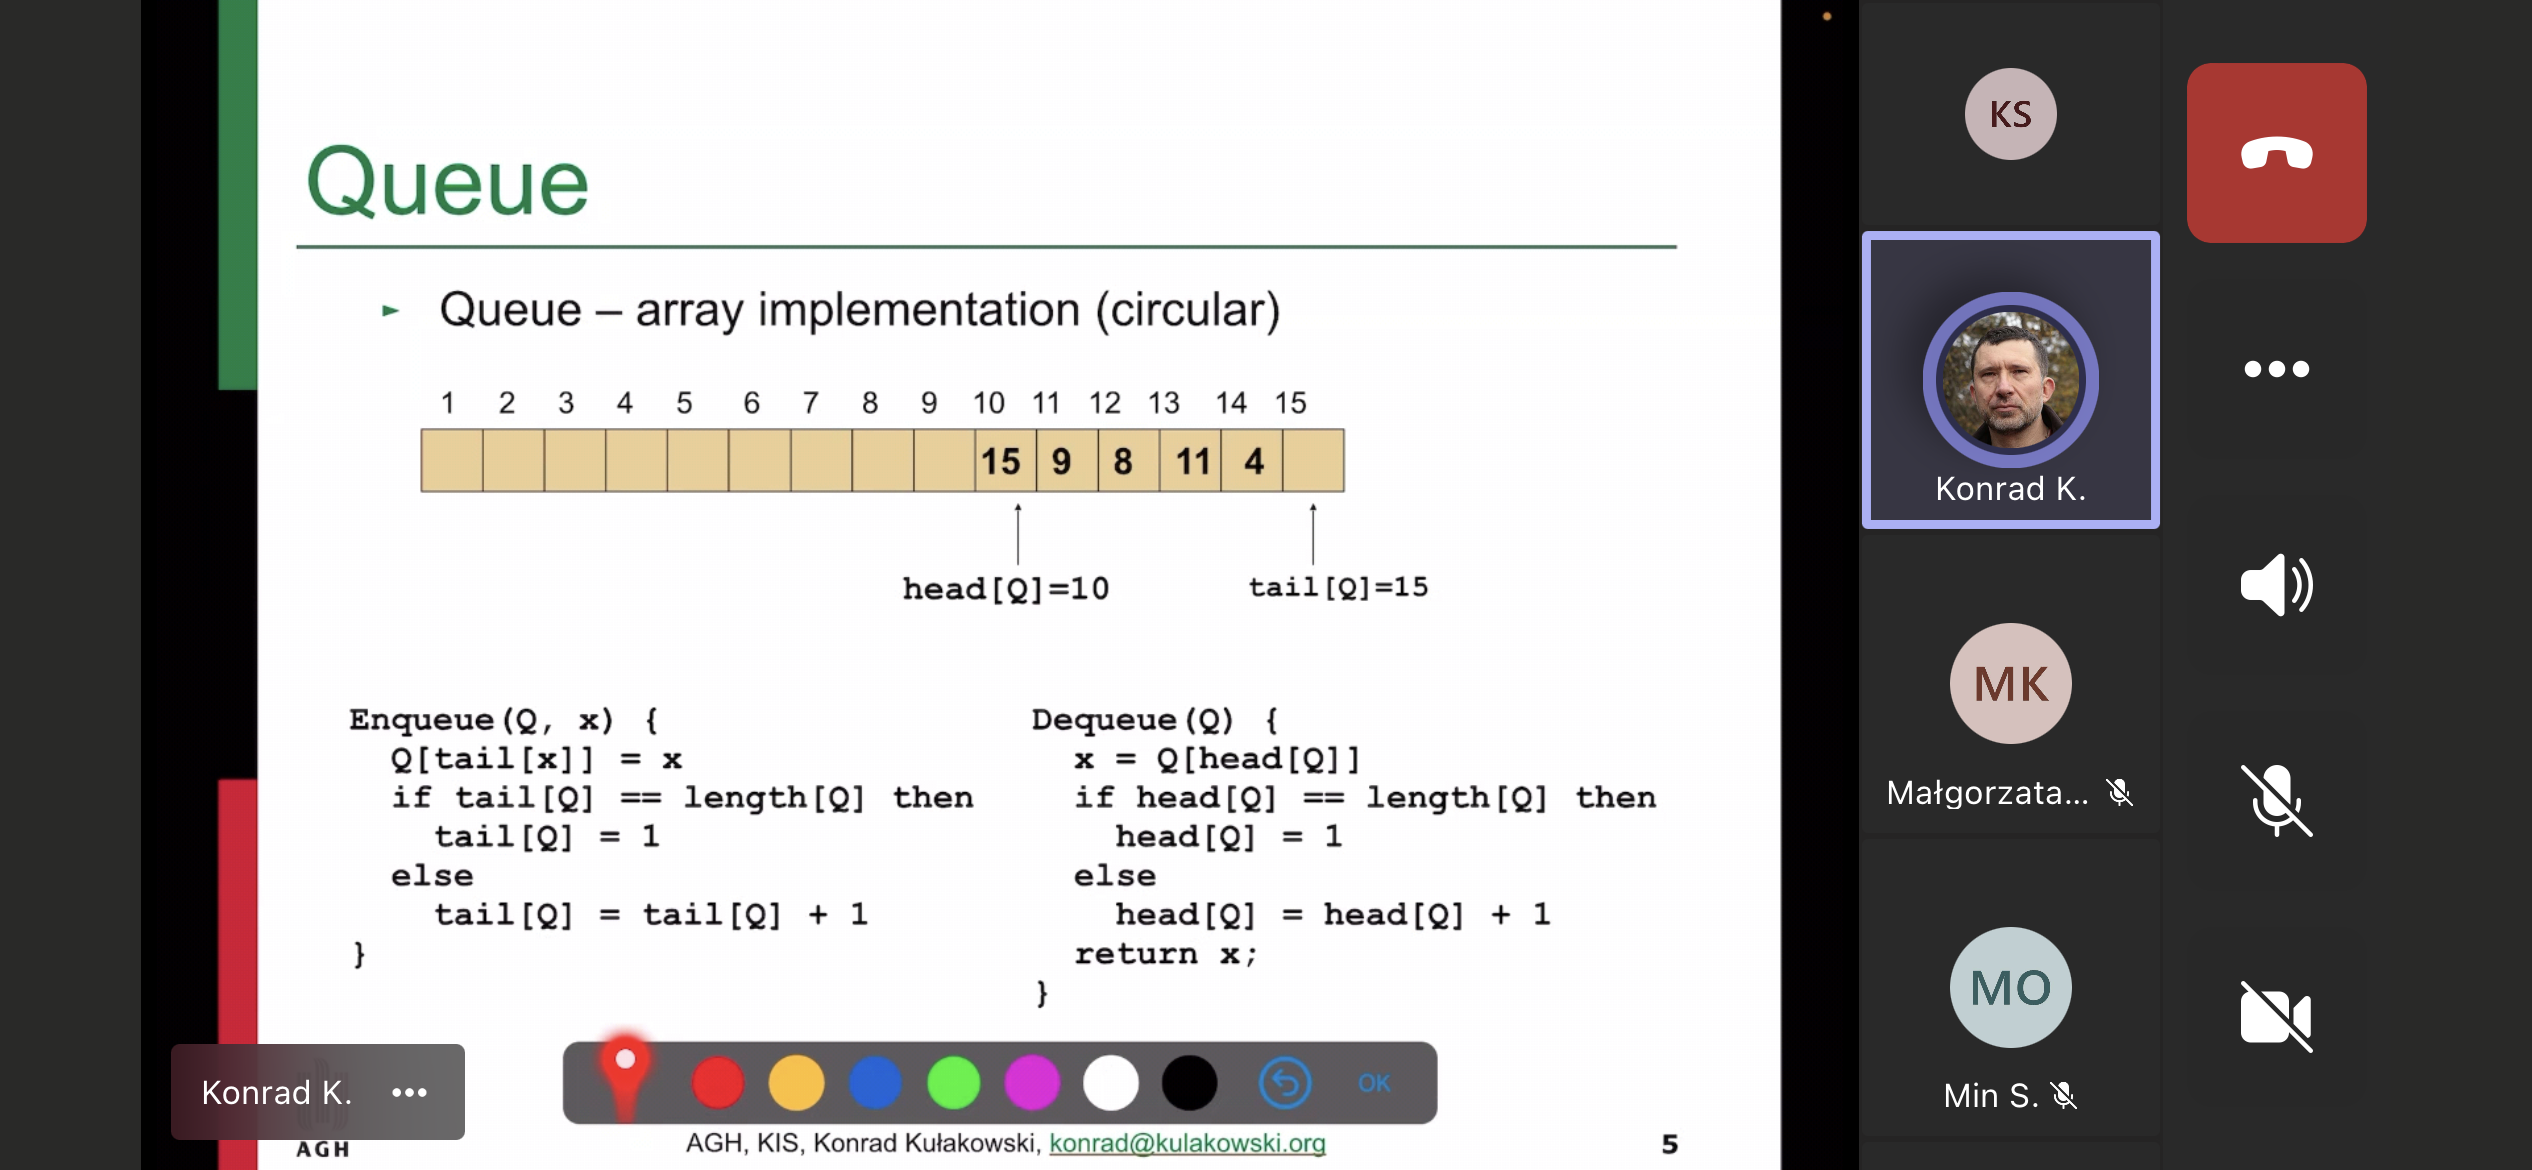 Queue
► Queue – array implementation (circular)
1 2 3 4 5 6 7 8 9 10 11 12 13 14 15
15 9 8 11 4
head[Q]=10 tail[Q]=15
Enqueue(Q, x) {
Q[tail[x]] = x
if tail[Q] == length[Q] then
tail[Q] = 1
else
tail[Q] = tail[Q] + 1
}
Dequeue(Q) {
x = Q[head[Q]]
if head[Q] == length[Q] then
head[Q] = 1
else
head[Q] = head[Q] + 1
return x;
}
Konrad K. •••
OK
AGH
AGH, KIS, Konrad Kułakowski, konrad@kulakowski.org
5
KS
Konrad K.
MK
Małgorzata...
MO
Min S.